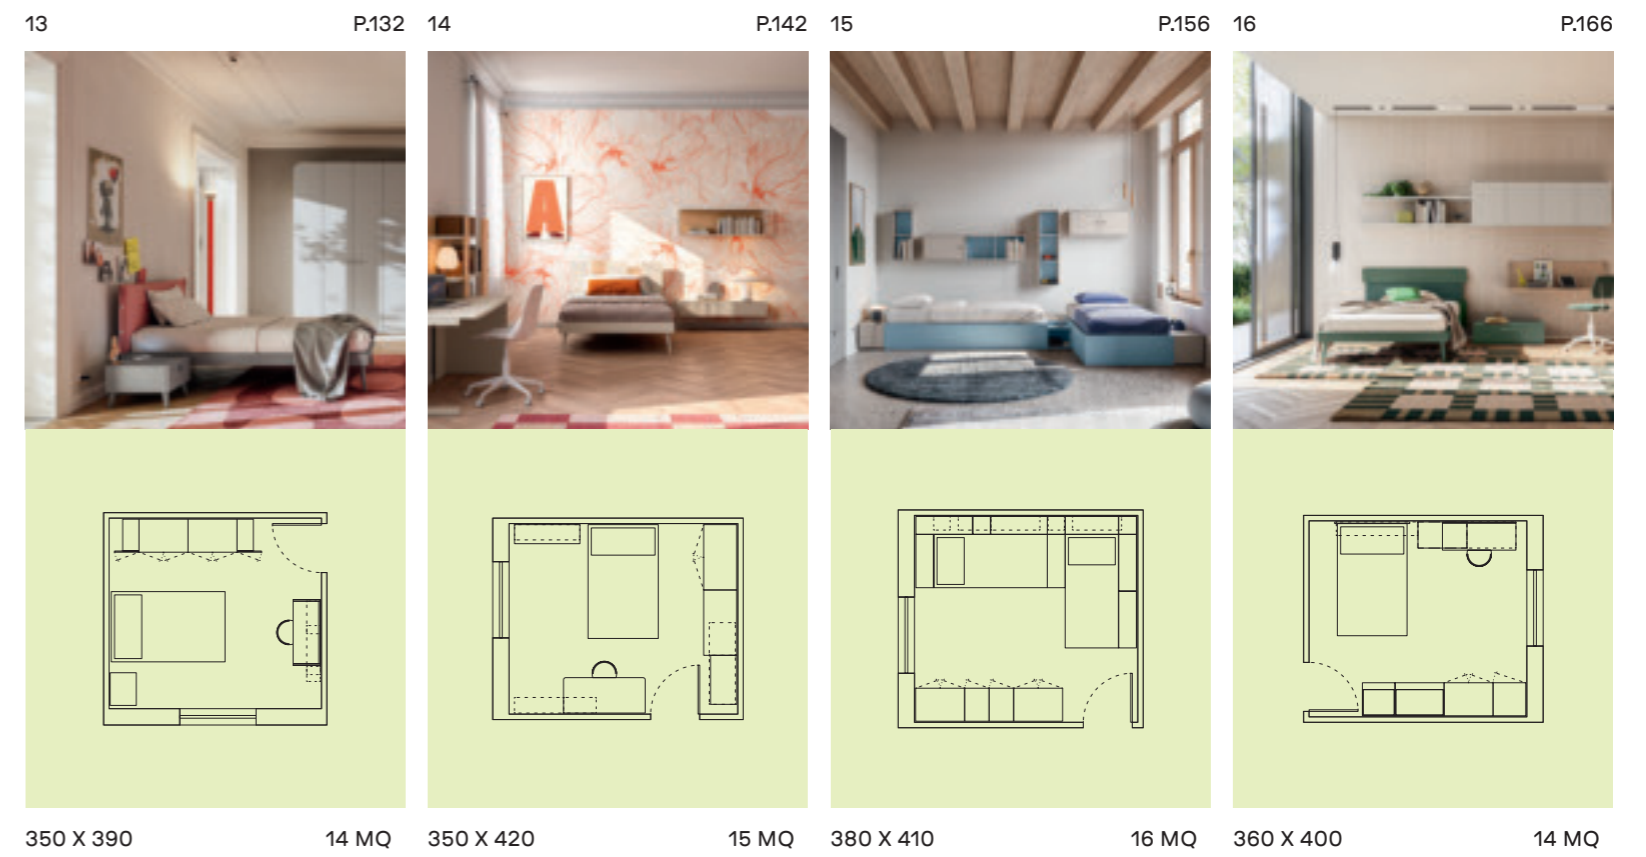 13 P.132
14 P.142
15 P.156
16 P.166
A
350 X 390 14 MQ
350 X 420 15 MQ
380 X 410 16 MQ
360 X 400 14 MQ